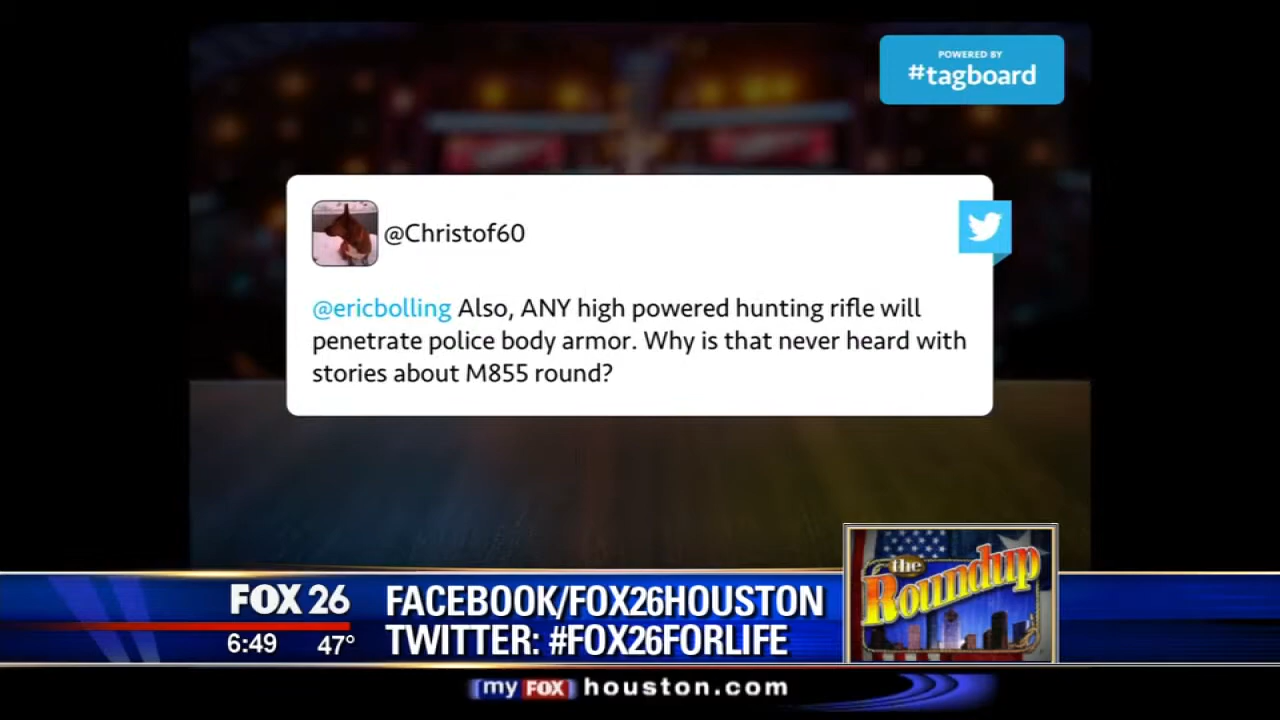 POWERED BY
#tagboard
@Christof60
@ericbolling Also, ANY high powered hunting rifle will
penetrate police body armor. Why is that never heard with
stories about M855 round?
the
Roundup
FOX 26
6:49 47°
FACEBOOK/FOX26HOUSTON
TWITTER: #FOX26FORLIFE
my FOX houston.com